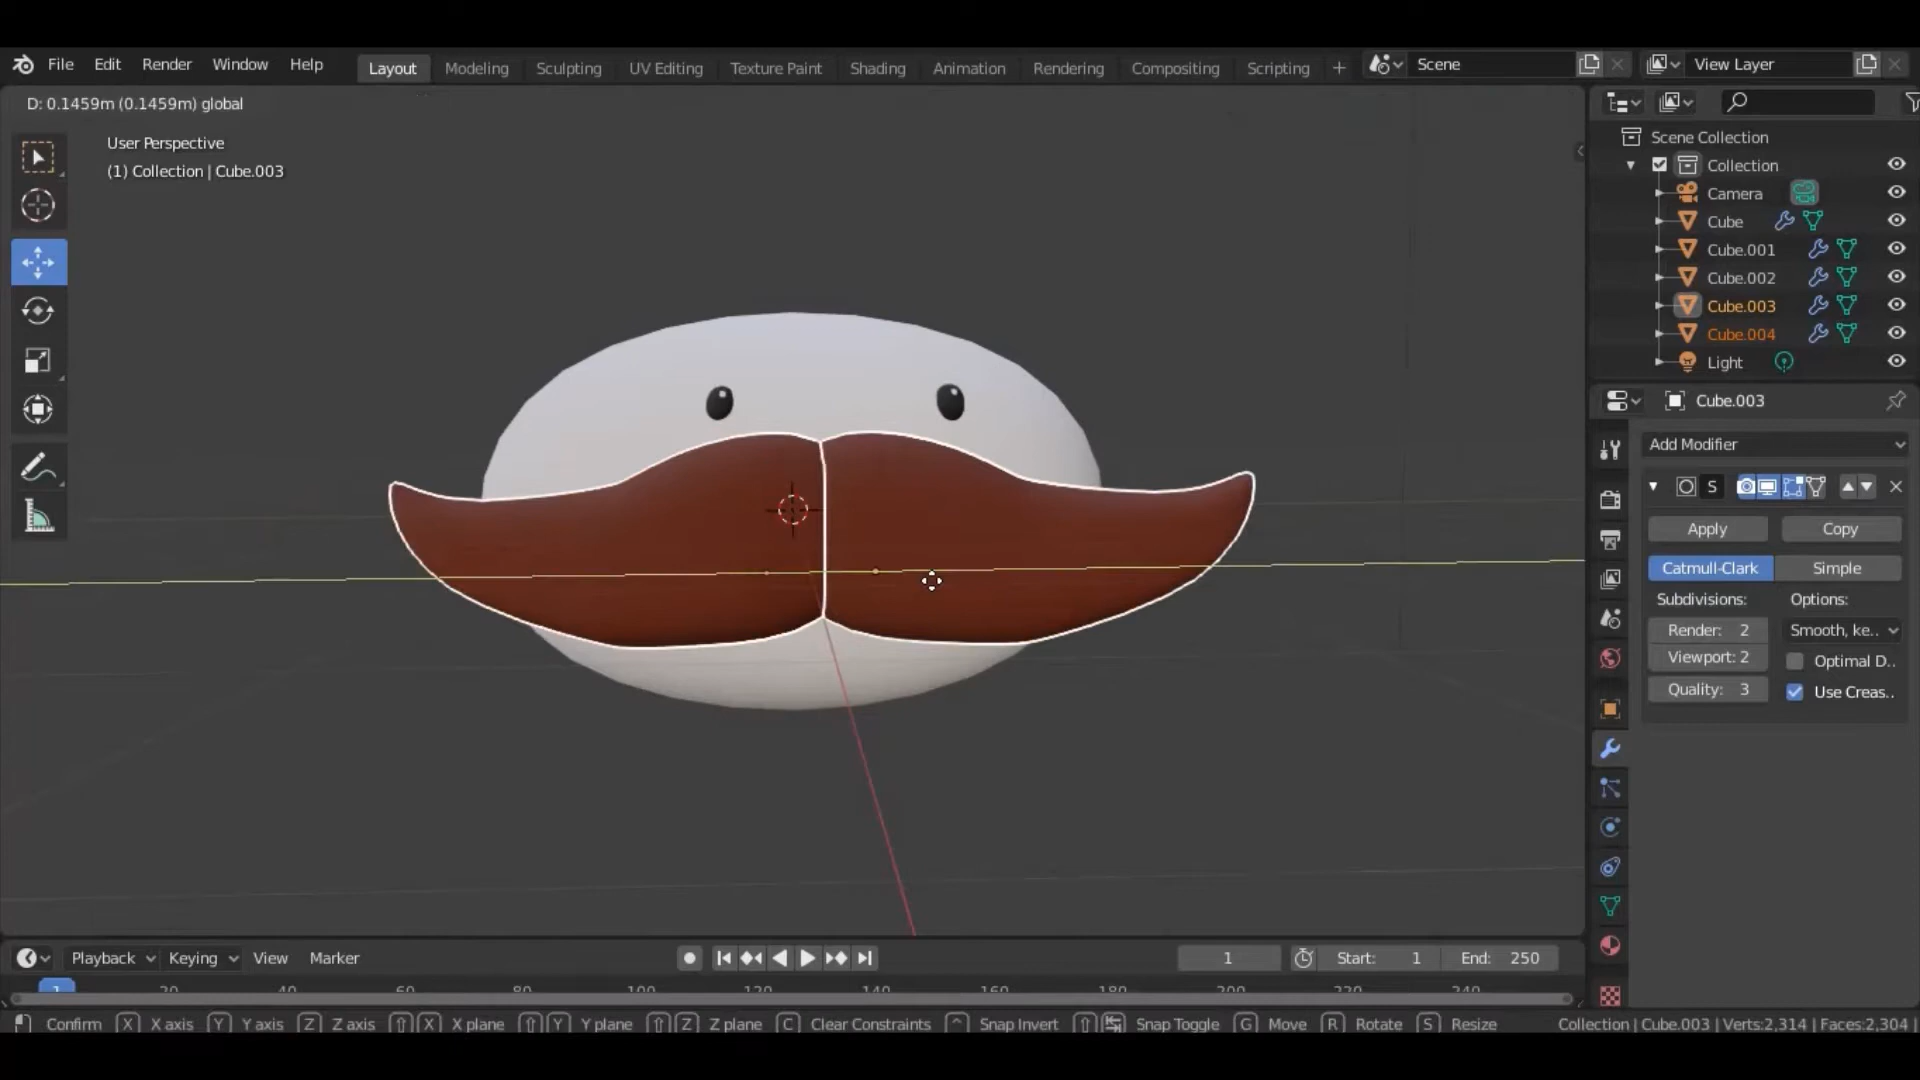 File Edit Render Window Help Layout Modeling Sculpting UV Editing Texture Paint Shading Animation Rendering Compositing Scripting + Scene View Layer
D: 0.1459m (0.1459m) global
User Perspective
(1) Collection | Cube.003
Scene Collection
Collection
Camera
Cube
Cube.001
Cube.002
Cube.003
Cube.004
Light
Cube.003
Add Modifier
S
Apply Copy
Catmull-Clark Simple
Subdivisions: Options:
Render: 2 Smooth, ke..
Viewport: 2 Optimal D..
Quality: 3 Use Creas..
Playback Keying View Marker 1 Start: 1 End: 250
1 20 40 60 80 100 120 140 160 180 200 220 240
Confirm X X axis Y Y axis Z Z axis X X plane Y Y plane Z Z plane C Clear Constraints ^ Snap Invert Snap Toggle G Move R Rotate S Resize Collection | Cube.003 | Verts:2,314 | Faces:2,304 |